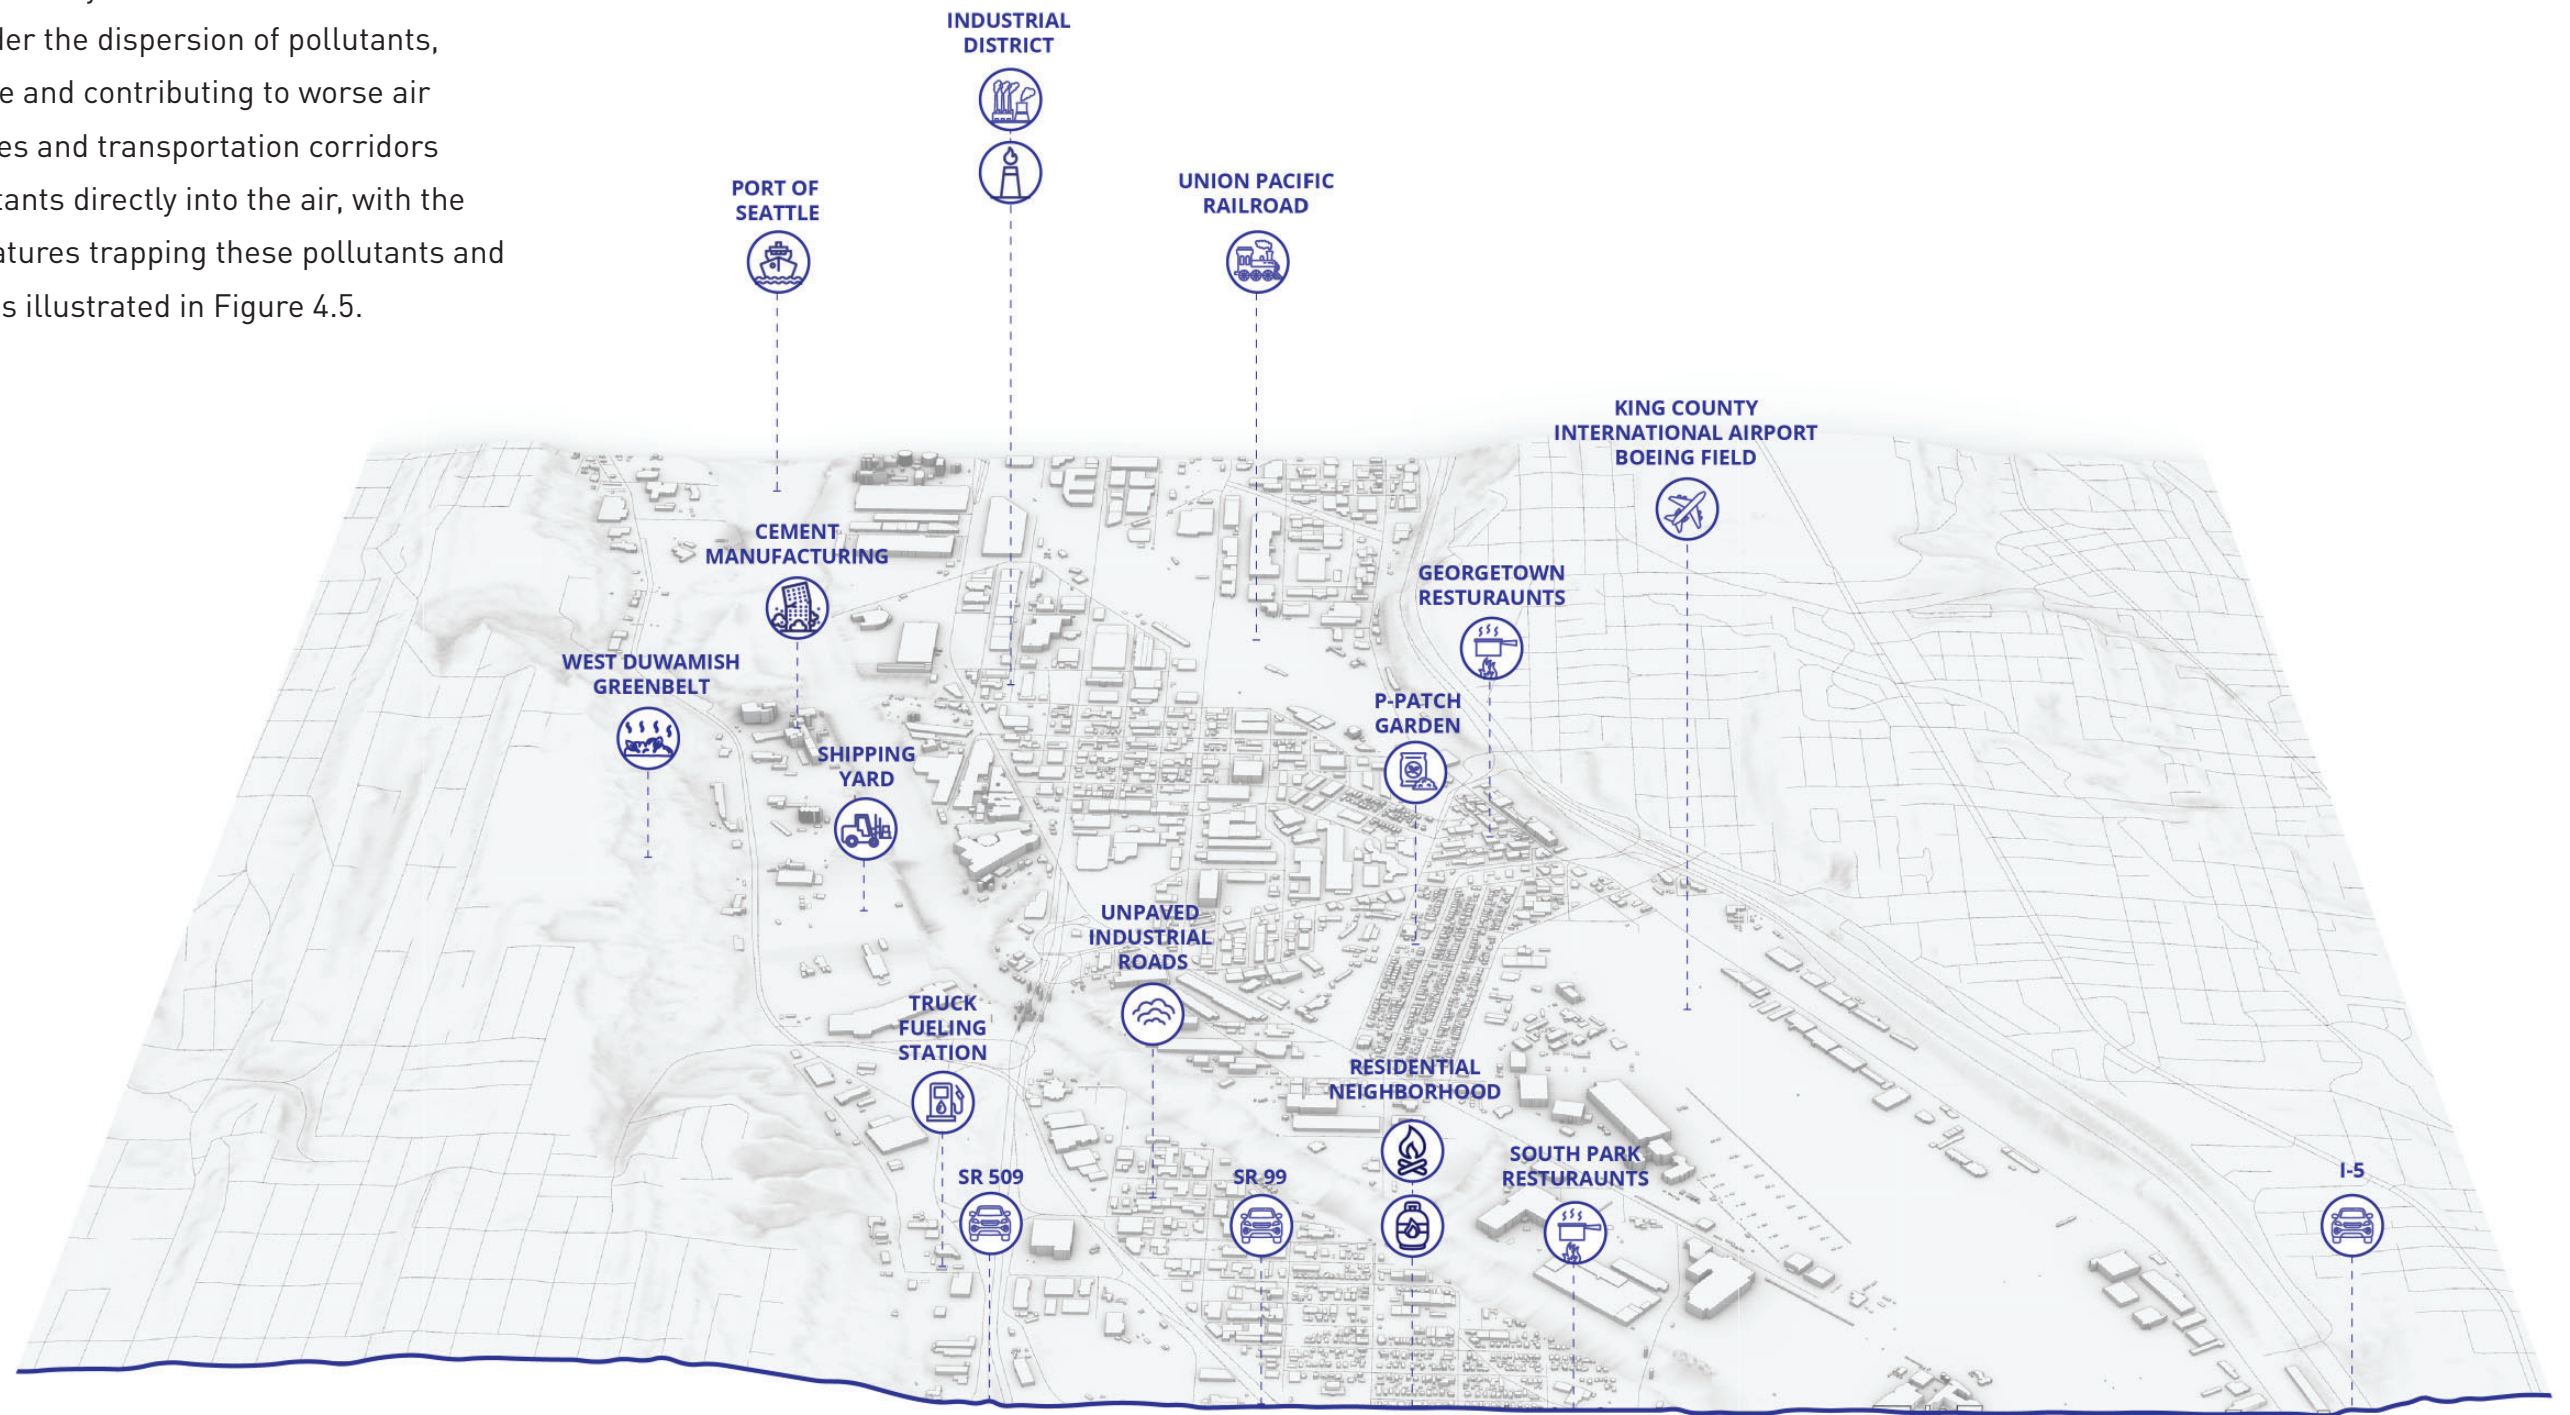 der the dispersion of pollutants,
e and contributing to worse air
es and transportation corridors
tants directly into the air, with the
atures trapping these pollutants and
s illustrated in Figure 4.5.
INDUSTRIAL
DISTRICT
PORT OF
SEATTLE
UNION PACIFIC
RAILROAD
KING COUNTY
INTERNATIONAL AIRPORT
BOEING FIELD
CEMENT
MANUFACTURING
GEORGETOWN
RESTURAUNTS
WEST DUWAMISH
GREENBELT
P-PATCH
GARDEN
SHIPPING
YARD
UNPAVED
INDUSTRIAL
ROADS
TRUCK
FUELING
STATION
RESIDENTIAL
NEIGHBORHOOD
SOUTH PARK
RESTURAUNTS
SR 509
SR 99
I-5